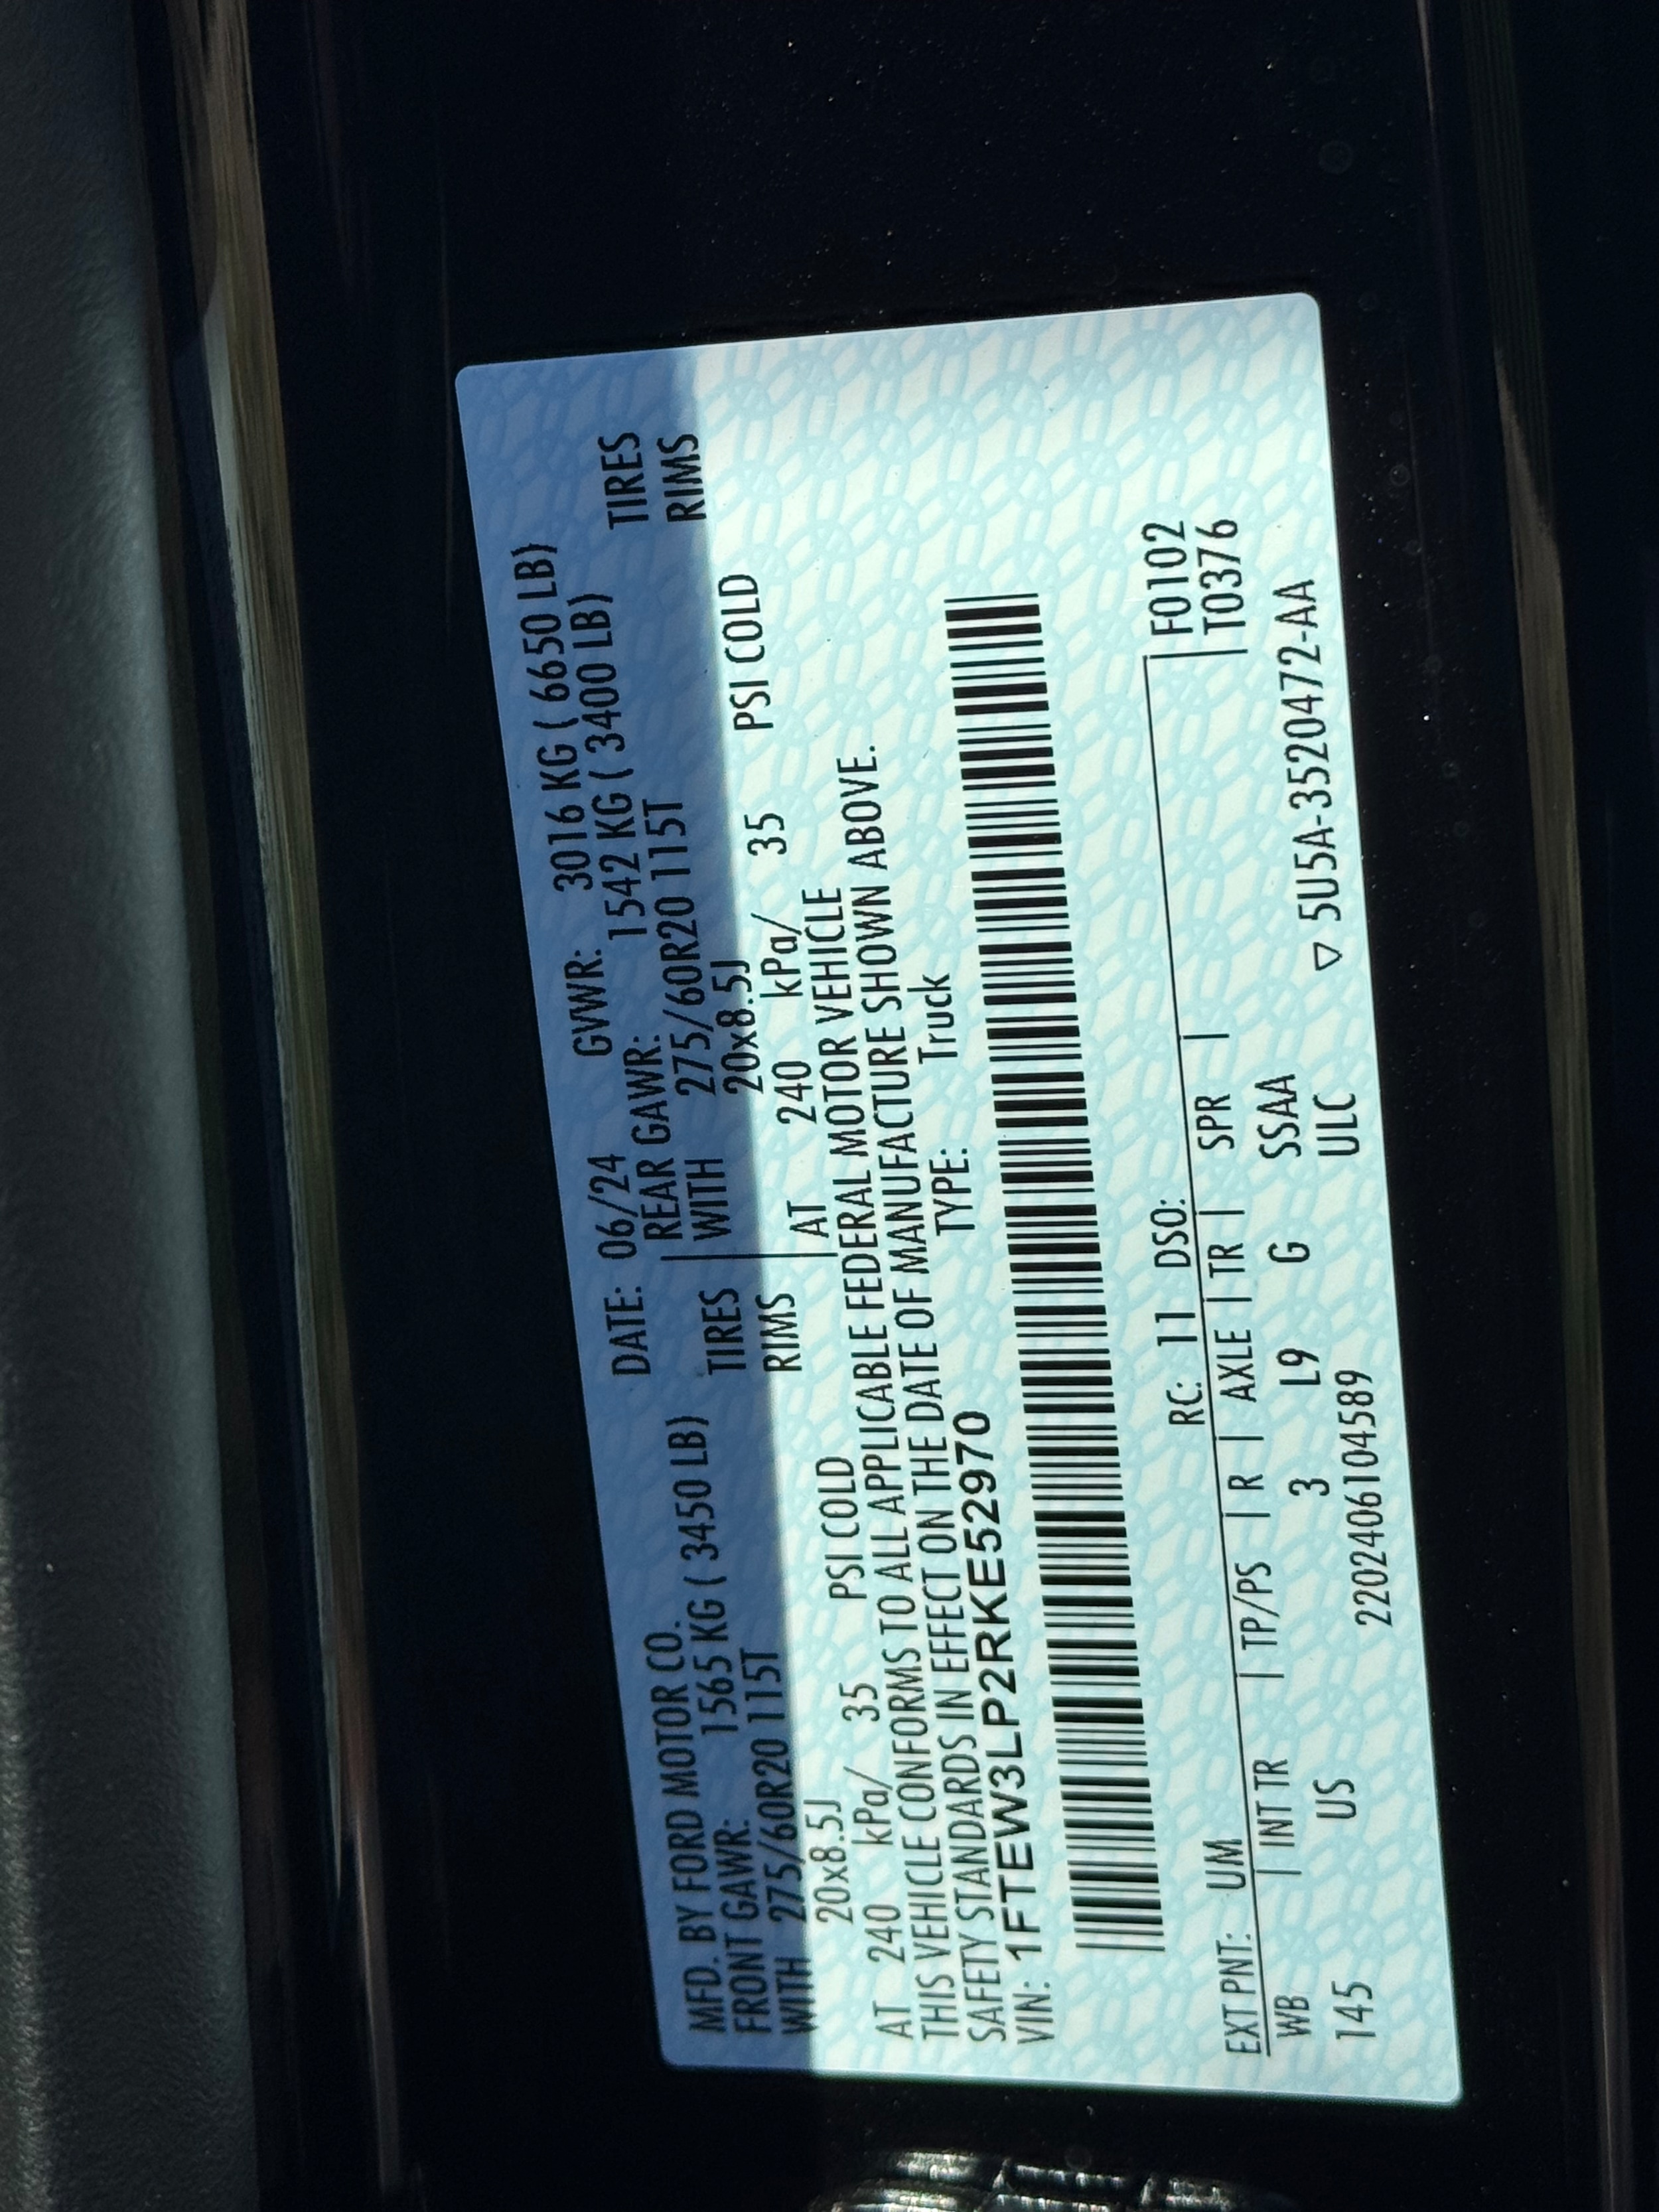 MFD. BY FORD MOTOR CO. DATE: 06/24 GVWR: 3016 KG ( 6650 LB)
FRONT GAWR: 1565 KG ( 3450 LB) REAR GAWR: 1542 KG ( 3400 LB)
WITH 275/60R20 115T TIRES WITH 275/60R20 115T TIRES
20x8.5J RIMS 20x8.5J RIMS
AT 240 kPa/ 35 PSI COLD AT 240 kPa/ 35 PSI COLD
THIS VEHICLE CONFORMS TO ALL APPLICABLE FEDERAL MOTOR VEHICLE
SAFETY STANDARDS IN EFFECT ON THE DATE OF MANUFACTURE SHOWN ABOVE.
VIN: 1FTEW3LP2RKE52970 TYPE: Truck
EXT PNT: UM RC: 11 DSO: F0102
WB | INT TR | TP/PS | R | AXLE | TR | SPR | | T0376
145 US 3 L9 G SSAA
2202406104589 ULC ▽ 5U5A-3520472-AA